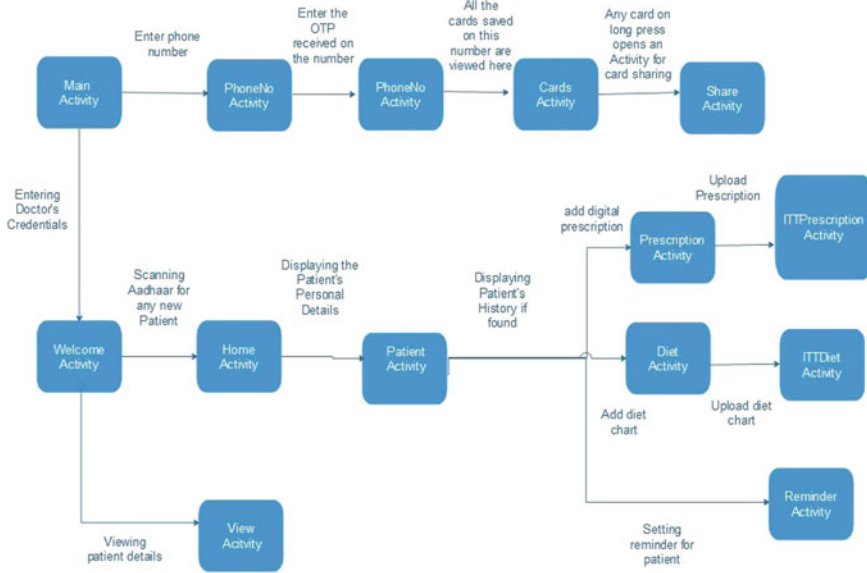 Enter phone
number
Enter the
OTP
received on
the number
All the
cards saved
on this
number are
viewed here
Any card on
long press
opens an
Activity for
card sharing
Main
Activity
PhoneNo
Activity
PhoneNo
Activity
Cards
Activity
Share
Activity
Entering
Doctor's
Credentials
Scanning
Aadhaar for
any new
Patient
Displaying the
Patient's
Personal
Details
Displaying
Patient's
History if
found
add digital
prescription
Upload
Prescription
Prescription
Activity
ITTPrescription
Activity
Welcome
Activity
Home
Activity
Patient
Activity
Diet
Activity
ITTDiet
Activity
Add diet
chart
Upload diet
chart
View
Acitvity
Viewing
patient details
Reminder
Activity
Setting
reminder for
patient